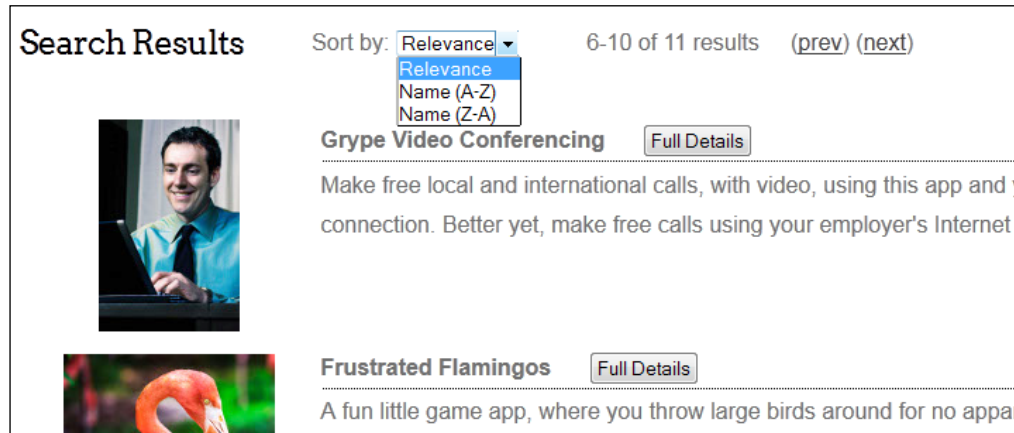 Search Results Sort by: Relevance 6-10 of 11 results (prev) (next)
Relevance
Name (A-Z)
Name (Z-A)
Grype Video Conferencing Full Details
Make free local and international calls, with video, using this app and
connection. Better yet, make free calls using your employer's Internet
Frustrated Flamingos Full Details
A fun little game app, where you throw large birds around for no